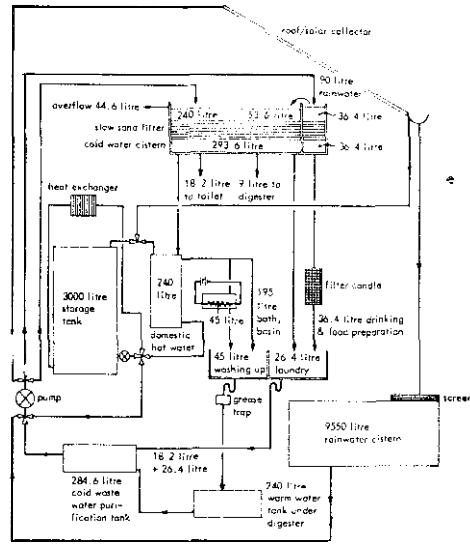 roof/solar collector
90 litre
rainwater
overflow 44.6 litre
240 litre
53.6 litre
36.4 litre
slow sand filter
cold water cistern
293.6 litre
36.4 litre
18.2 litre
to toilet
9 litre to
digester
heat exchanger
3000 litre
storage
tank
240
litre
domestic
hot water
45 litre
195
litre
bath,
basin
filter candle
36.4 litre drinking
& food preparation
45 litre
washing up
26.4 litre
laundry
grease
trap
screen
pump
9550 litre
rainwater cistern
18.2 litre
+ 26.4 litre
284.6 litre
cold waste
water puri-
fication tank
240 litre
warm water
tank under
digester